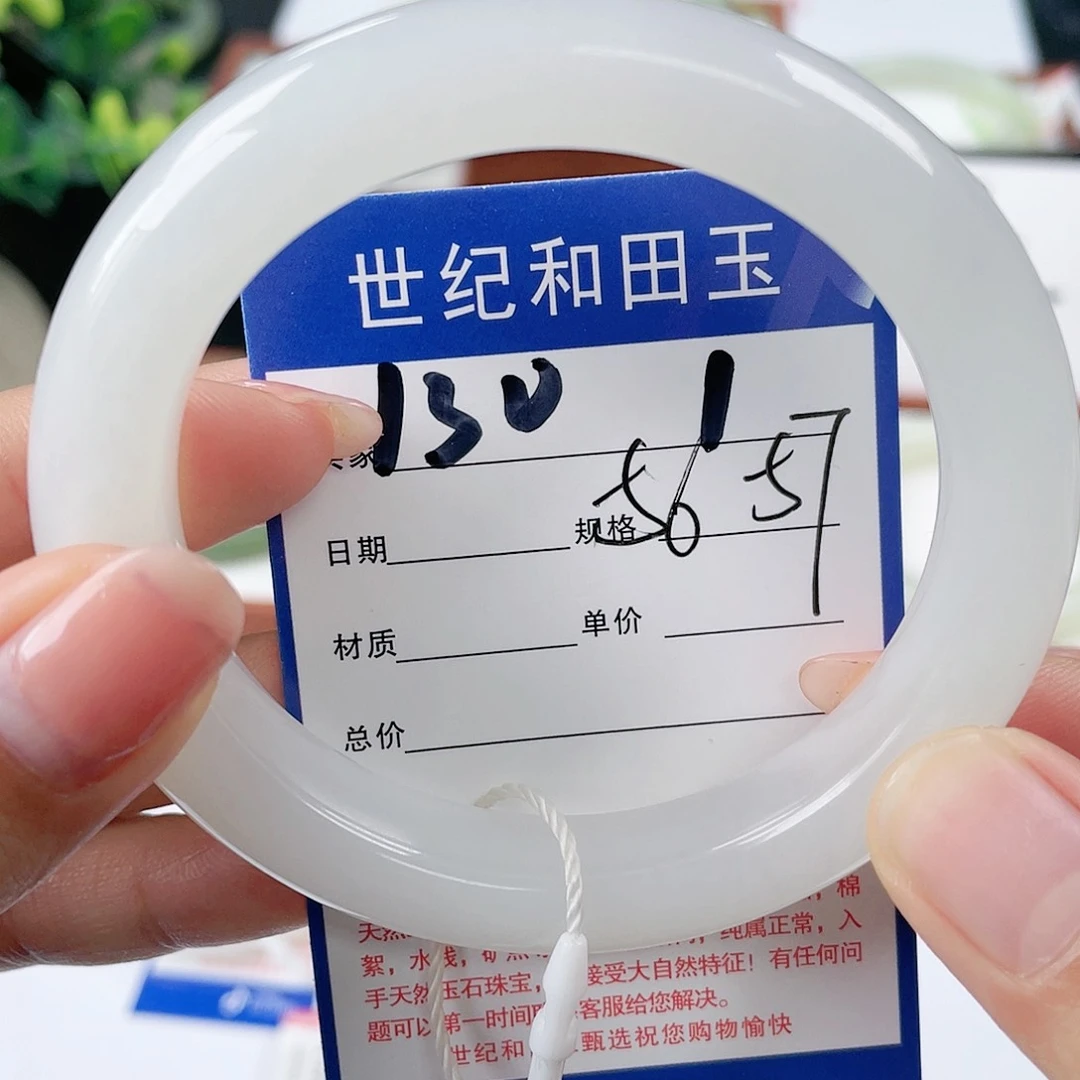 世纪和田玉
130 1
56 57
日期 规格
材质 单价
总价
棉
天然 纯属正常，入
絮，水线，矿 接受大自然特征！有任何问
手天然玉石珠宝， 客服给您解决。
题可以第一时间 甄选祝您购物愉快
世纪和